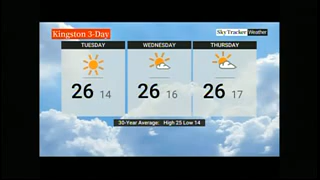 Kingston 3-Day
SkyTracker Weather
TUESDAY WEDNESDAY THURSDAY
26 14 26 16 26 17
30-Year Average: High 25 Low 14